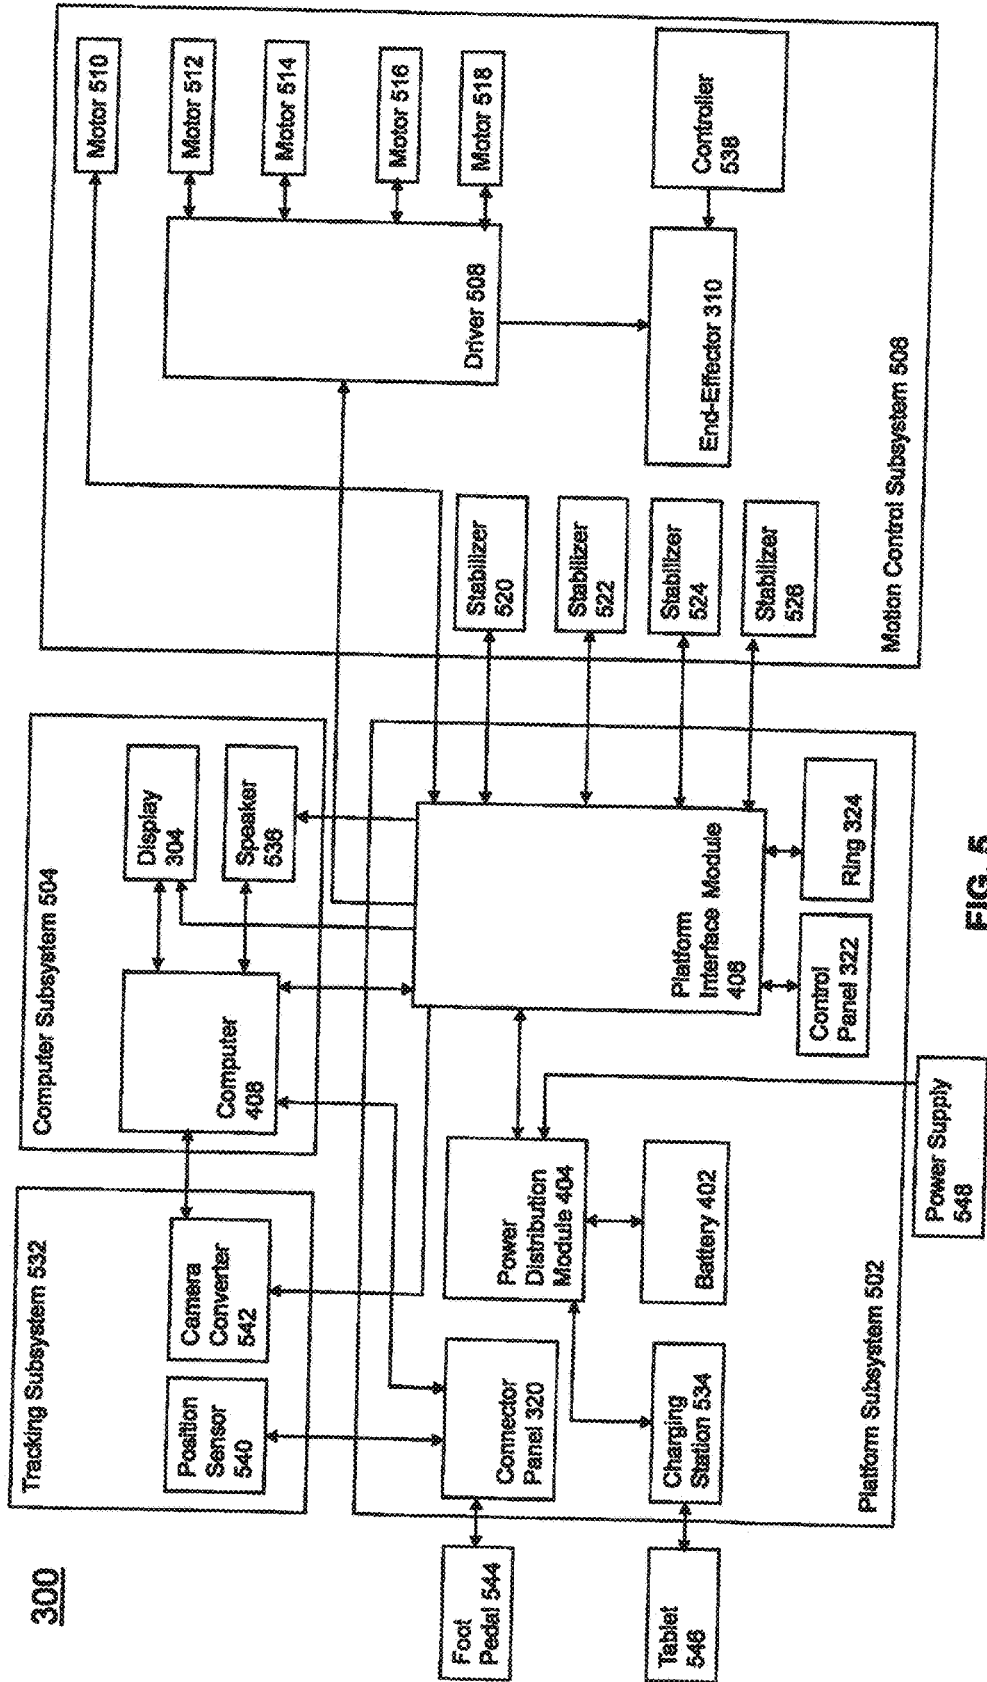 300
Tracking Subsystem 532
Position
Sensor
540
Camera
Converter
542
Computer Subsystem 504
Computer
408
Display
304
Speaker
536
Motor 510
Motor 512
Motor 514
Motor 516
Motor 518
Driver 508
Stabilizer
520
Stabilizer
522
Stabilizer
524
Stabilizer
526
End-Effector 310
Controller
538
Motion Control Subsystem 506
Foot
Pedal 544
Tablet
546
Connector
Panel 320
Charging
Station 534
Power
Distribution
Module 404
Battery 402
Platform
Interface Module
406
Control
Panel 322
Ring 324
Platform Subsystem 502
Power Supply
548
FIG. 5